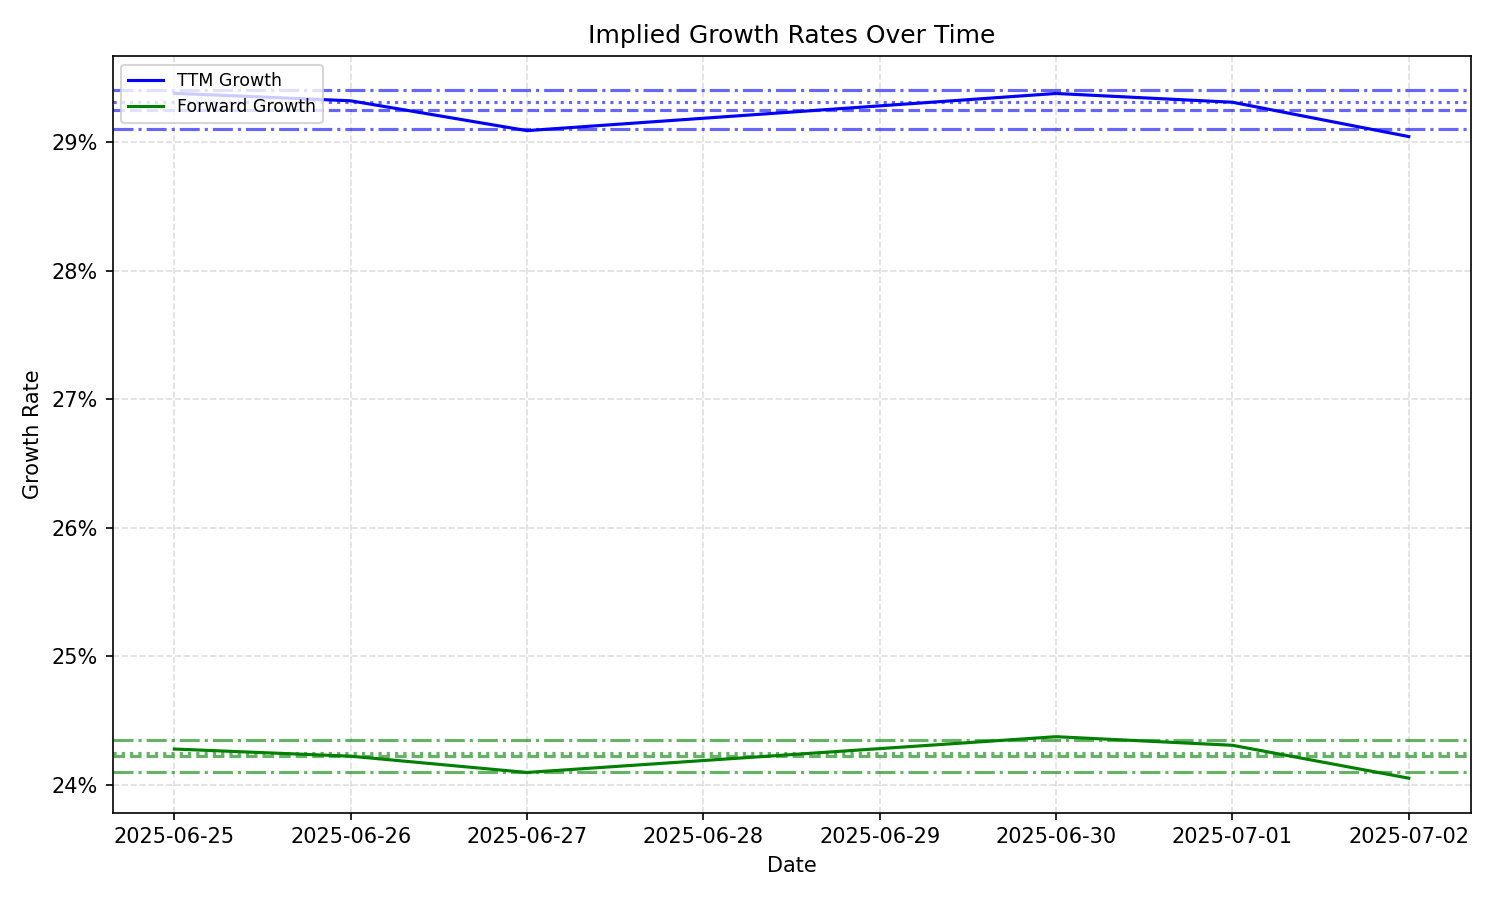 Implied Growth Rates Over Time
TTM Growth
Forward Growth
29%
28%
27%
26%
25%
24%
Growth Rate
2025-06-25 2025-06-26 2025-06-27 2025-06-28 2025-06-29 2025-06-30 2025-07-01 2025-07-02
Date